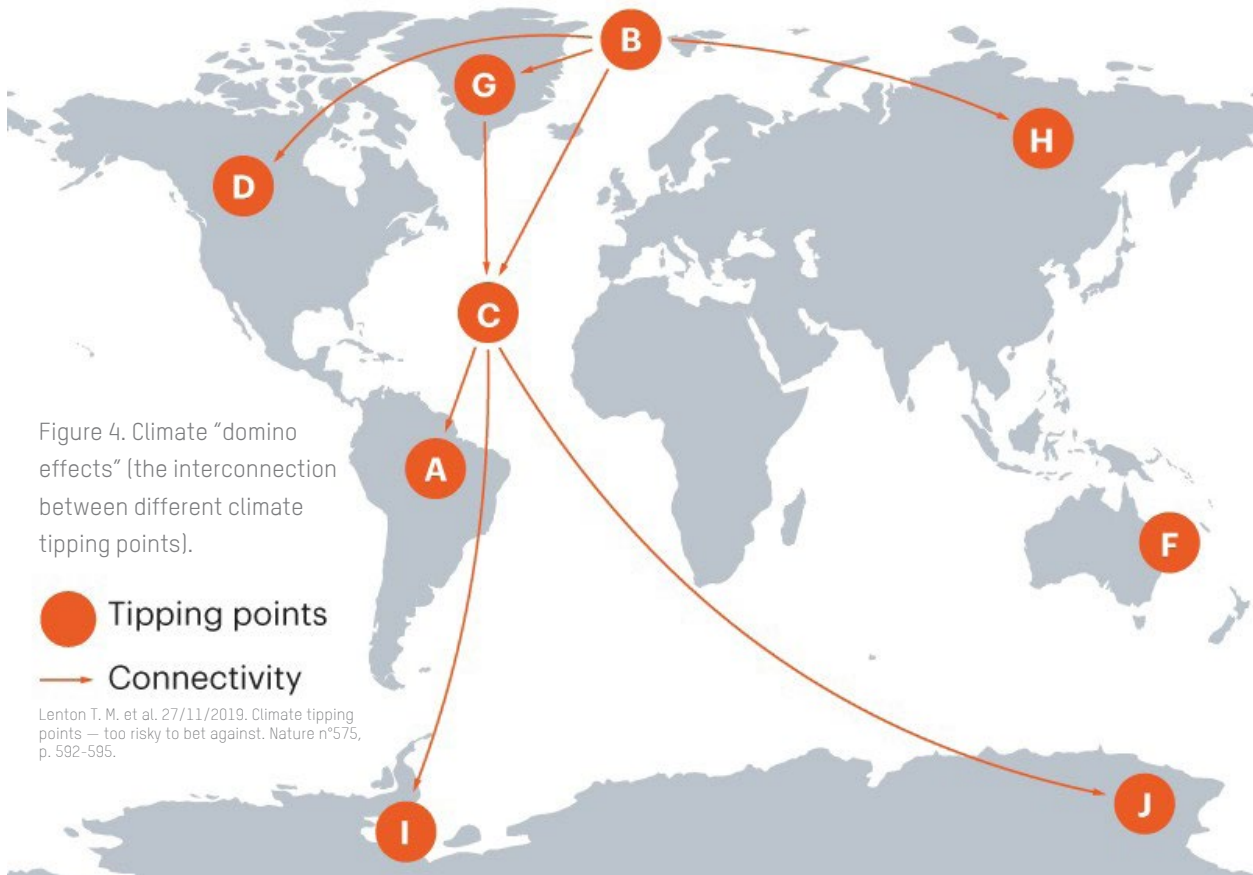 B
G
H
D
C
Figure 4. Climate “domino
effects” (the interconnection
between different climate
tipping points).
A
F
Tipping points
Connectivity
Lenton T. M. et al. 27/11/2019. Climate tipping
points — too risky to bet against. Nature n°575,
p. 592-595.
J
I